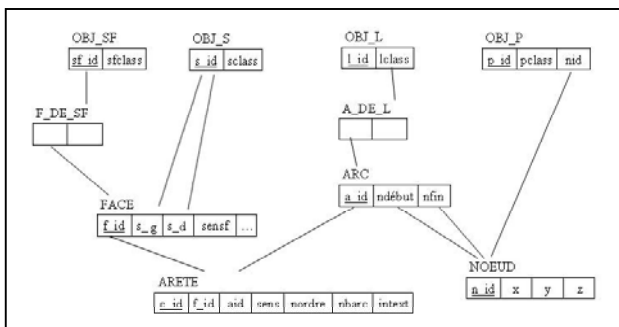 OBJ_SF OBJ_S OBJ_L OBJ_P
sf_id sfclass s_id sclass l_id lclass p_id pclass nid
F_DE_SF A_DE_L
ARC
a_id ndébut nfin
FACE
f_id s_g s_d sensf ...
NOEUD
n_id x y z
ARETE
e_id f_id aid sens nordre nbarc intext